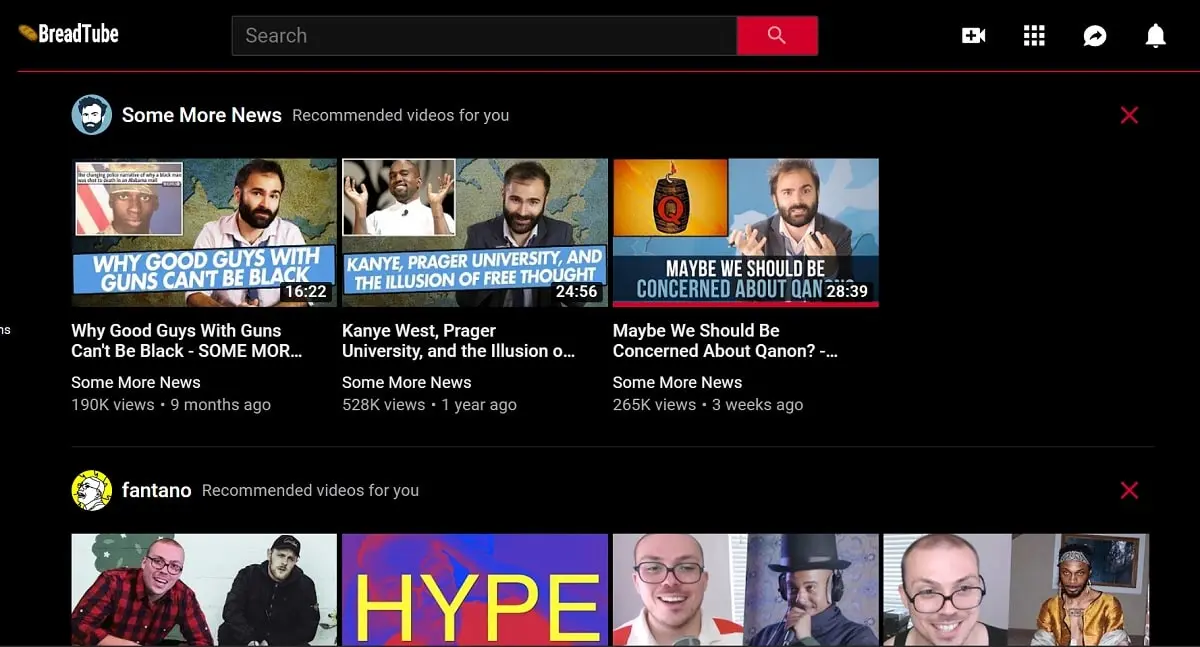 BreadTube
Search
Some More News Recommended videos for you
The changing police narrative of why a black man
was shot to death in an Alabama mall
WHY GOOD GUYS WITH
GUNS CAN'T BE BLACK
16:22
KANYE, PRAGER UNIVERSITY, AND
THE ILLUSION OF FREE THOUGHT
24:56
Q
MAYBE WE SHOULD BE
CONCERNED ABOUT QAN
28:39
Why Good Guys With Guns
Can't Be Black - SOME MOR...
Some More News
190K views • 9 months ago
Kanye West, Prager
University, and the Illusion o...
Some More News
528K views • 1 year ago
Maybe We Should Be
Concerned About Qanon? -...
Some More News
265K views • 3 weeks ago
ns
fantano Recommended videos for you
HYPE